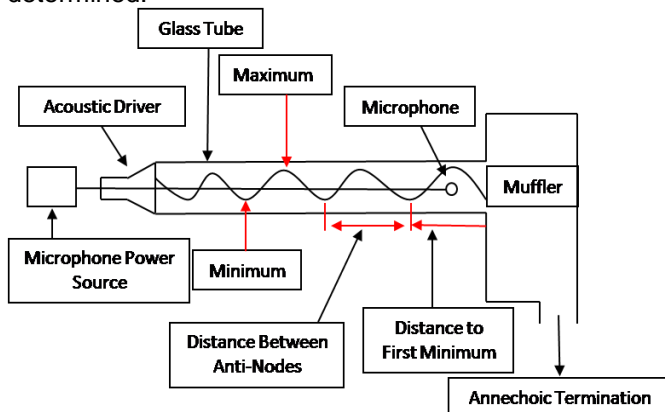 determined.
Glass Tube
Maximum
Acoustic Driver
Microphone
Muffler
Microphone Power
Source
Minimum
Distance Between
Anti-Nodes
Distance to
First Minimum
Annechoic Termination